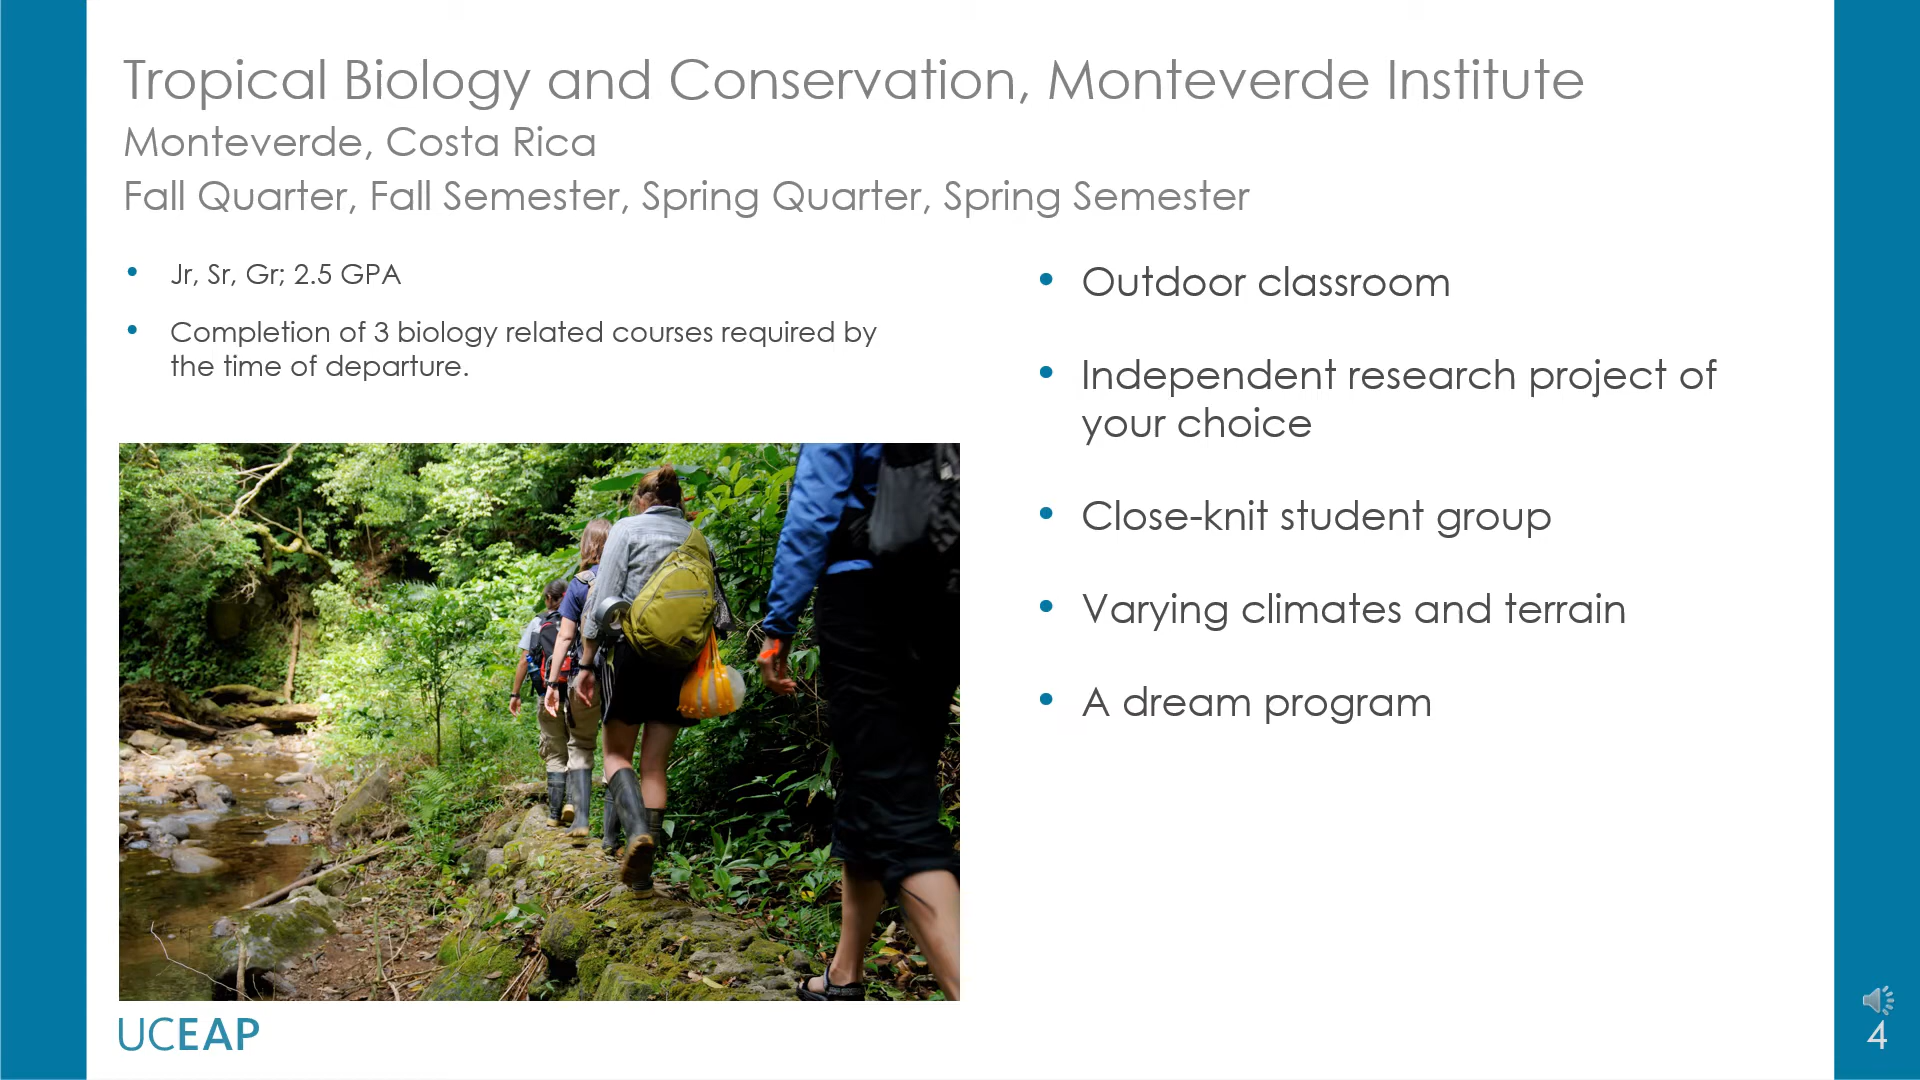 Tropical Biology and Conservation, Monteverde Institute
Monteverde, Costa Rica
Fall Quarter, Fall Semester, Spring Quarter, Spring Semester
• Jr, Sr, Gr; 2.5 GPA
• Completion of 3 biology related courses required by
the time of departure.
• Outdoor classroom
• Independent research project of
your choice
• Close-knit student group
• Varying climates and terrain
• A dream program
UCEAP
4